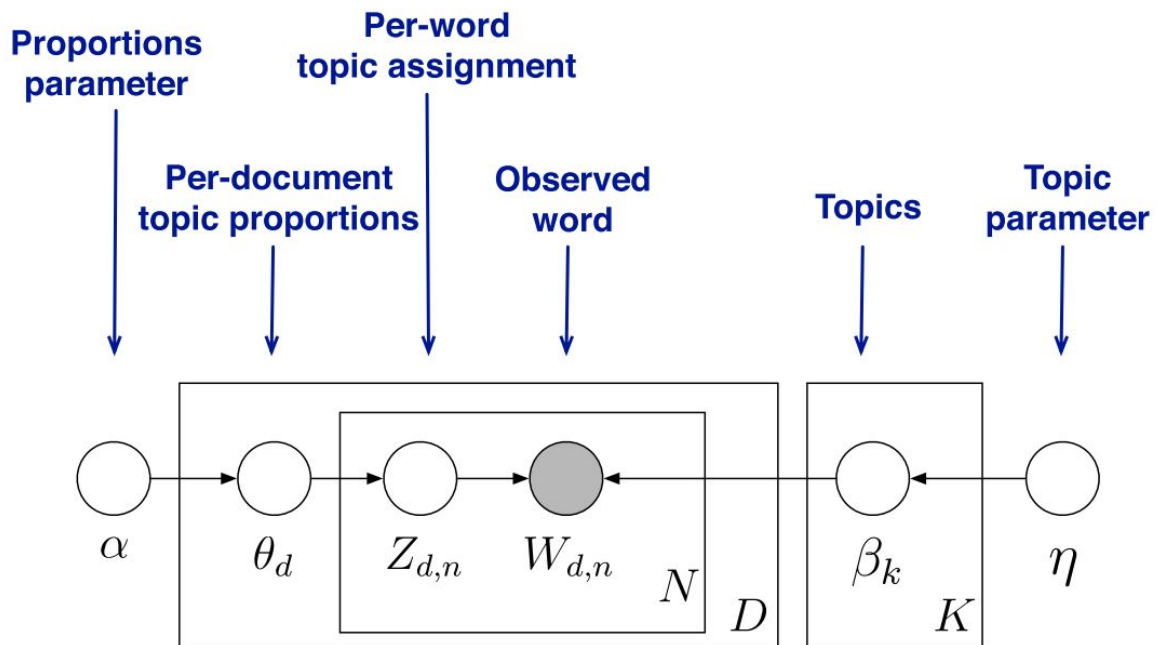 Proportions
parameter
Per-word
topic assignment
Per-document
topic proportions
Observed
word
Topics
Topic
parameter
α
θ_d
Z_{d,n}
W_{d,n}
N
D
β_k
K
η